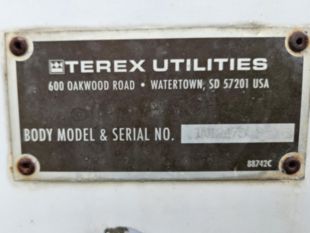 TEREX UTILITIES
600 OAKWOOD ROAD • WATERTOWN, SD 57201 USA
BODY MODEL & SERIAL NO.
88742C